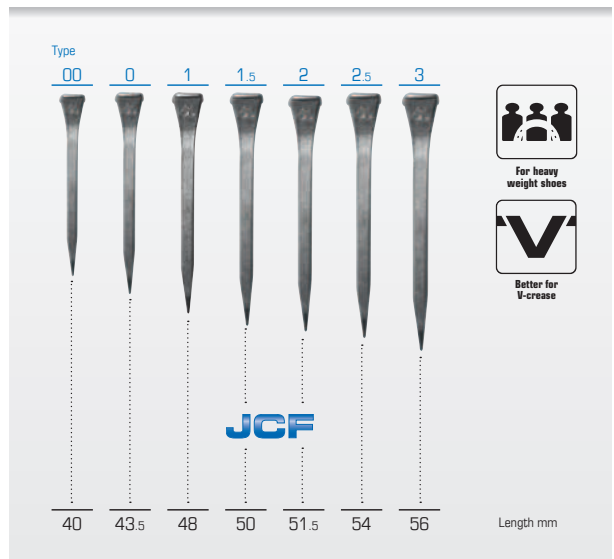 Type
00 0 1 1.5 2 2.5 3
For heavy
weight shoes
Better for
V-crease
JCF
40 43.5 48 50 51.5 54 56 Length mm